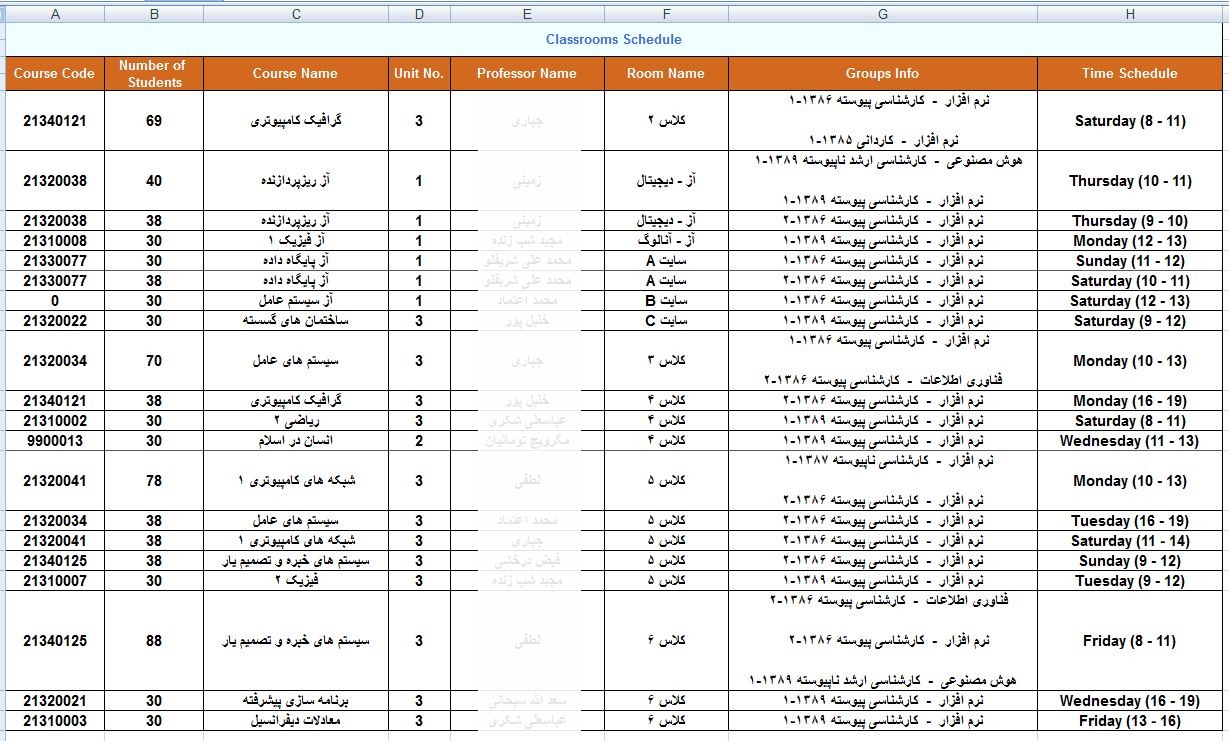 A B C D E F G H
Classrooms Schedule
Course Code Number of Students Course Name Unit No. Professor Name Room Name Groups Info Time Schedule
21340121 69 گرافیک کامپیوتری 3 جباری کلاس ۲ نرم افزار - کارشناسی پیوسته ۱۳۸۶-۱
نرم افزار - کاردانی ۱۳۸۵-۱ Saturday (8 - 11)
21320038 40 آز ریزپردازنده 1 زمینی آز - دیجیتال هوش مصنوعی - کارشناسی ارشد ناپیوسته ۱۳۸۹-۱
نرم افزار - کارشناسی پیوسته ۱۳۸۹-۱ Thursday (10 - 11)
21320038 38 آز ریزپردازنده 1 زمینی آز - دیجیتال نرم افزار - کارشناسی پیوسته ۱۳۸۶-۲ Thursday (9 - 10)
21310008 30 آز فیزیک ۱ 1 مجید شب زنده آز - آنالوگ نرم افزار - کارشناسی پیوسته ۱۳۸۹-۱ Monday (12 - 13)
21330077 30 آز پایگاه داده 1 محمد علی شریفلو سایت A نرم افزار - کارشناسی پیوسته ۱۳۸۶-۱ Sunday (11 - 12)
21330077 38 آز پایگاه داده 1 محمد علی شریفلو سایت A نرم افزار - کارشناسی پیوسته ۱۳۸۶-۲ Saturday (10 - 11)
0 30 آز سیستم عامل 1 محمد اعتماد سایت B نرم افزار - کارشناسی پیوسته ۱۳۸۶-۱ Saturday (12 - 13)
21320022 30 ساختمان های گسسته 3 خلیل پور سایت C نرم افزار - کارشناسی پیوسته ۱۳۸۹-۱ Saturday (9 - 12)
21320034 70 سیستم های عامل 3 جباری کلاس ۳ نرم افزار - کارشناسی پیوسته ۱۳۸۶-۱
فناوری اطلاعات - کارشناسی پیوسته ۱۳۸۶-۲ Monday (10 - 13)
21340121 38 گرافیک کامپیوتری 3 خلیل پور کلاس ۴ نرم افزار - کارشناسی پیوسته ۱۳۸۶-۲ Monday (16 - 19)
21310002 30 ریاضی ۲ 3 عباسعلی شکری کلاس ۴ نرم افزار - کارشناسی پیوسته ۱۳۸۹-۱ Saturday (8 - 11)
9900013 30 انسان در اسلام 2 مگرویچ تومانیان کلاس ۴ نرم افزار - کارشناسی پیوسته ۱۳۸۹-۱ Wednesday (11 - 13)
21320041 78 شبکه های کامپیوتری ۱ 3 لطفی کلاس ۵ نرم افزار - کارشناسی ناپیوسته ۱۳۸۷-۱
نرم افزار - کارشناسی پیوسته ۱۳۸۶-۲ Monday (10 - 13)
21320034 38 سیستم های عامل 3 محمد اعتماد کلاس ۵ نرم افزار - کارشناسی پیوسته ۱۳۸۶-۲ Tuesday (16 - 19)
21320041 38 شبکه های کامپیوتری ۱ 3 جباری کلاس ۵ نرم افزار - کارشناسی پیوسته ۱۳۸۶-۲ Saturday (11 - 14)
21340125 38 سیستم های خبره و تصمیم یار 3 کلاس ۵ نرم افزار - کارشناسی پیوسته ۱۳۸۶-۲ Sunday (9 - 12)
21310007 30 فیزیک ۲ 3 مجید شب زنده کلاس ۵ نرم افزار - کارشناسی پیوسته ۱۳۸۹-۱ Tuesday (9 - 12)
21340125 88 سیستم های خبره و تصمیم یار 3 لطفی کلاس ۶ فناوری اطلاعات - کارشناسی پیوسته ۱۳۸۶-۲
نرم افزار - کارشناسی پیوسته ۱۳۸۶-۲
هوش مصنوعی - کارشناسی ارشد ناپیوسته ۱۳۸۹-۱ Friday (8 - 11)
21320021 30 برنامه سازی پیشرفته 3 سعد الله سبحانی کلاس ۶ نرم افزار - کارشناسی پیوسته ۱۳۸۹-۱ Wednesday (16 - 19)
21310003 30 معادلات دیفرانسیل 3 عباسعلی شکری کلاس ۶ نرم افزار - کارشناسی پیوسته ۱۳۸۹-۱ Friday (13 - 16)